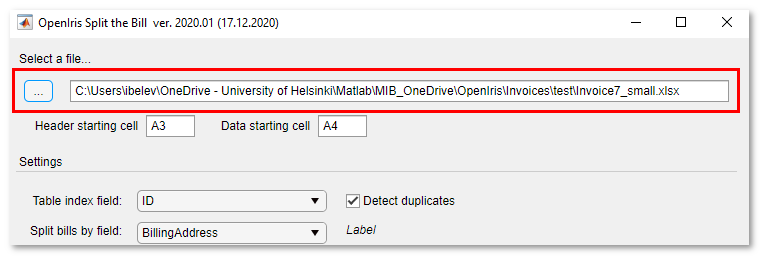 OpenIris Split the Bill  ver. 2020.01 (17.12.2020)
Select a file...
... C:\Users\ibelev\OneDrive - University of Helsinki\Matlab\MIB_OneDrive\OpenIris\Invoices\test\Invoice7_small.xlsx
Header starting cell A3 Data starting cell A4
Settings
Table index field: ID Detect duplicates
Split bills by field: BillingAddress Label